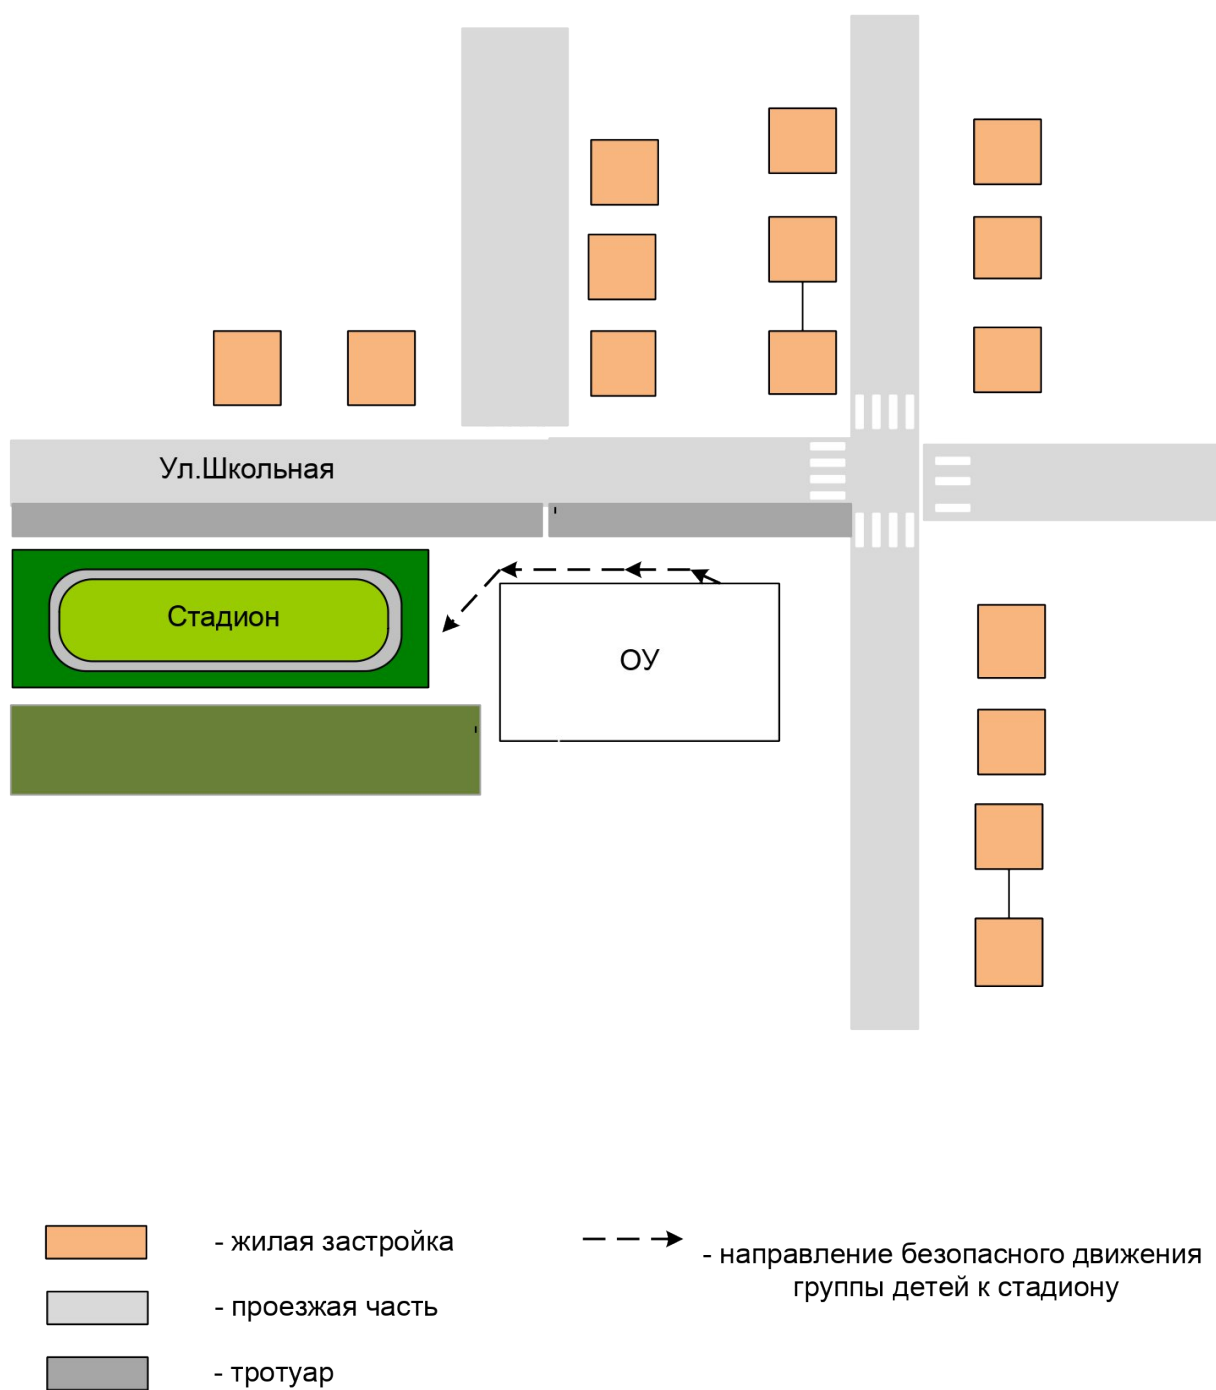 Ул.Школьная
Стадион
ОУ
- жилая застройка
- направление безопасного движения
группы детей к стадиону
- проезжая часть
- тротуар